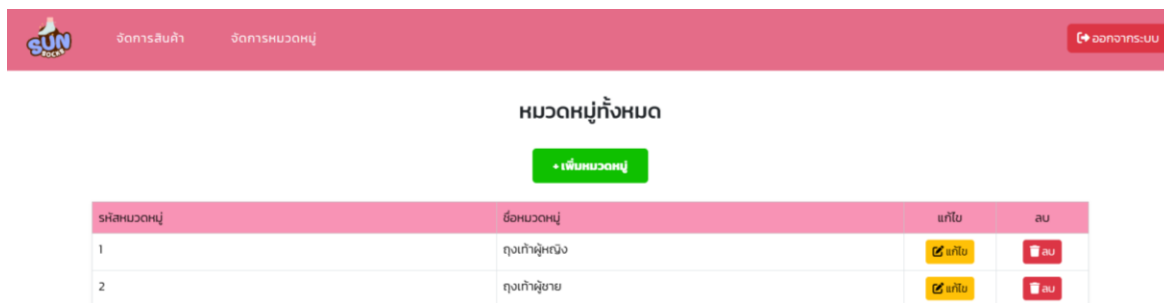 SUN
SOCKS
จัดการสินค้า
จัดการหมวดหมู่
ออกจากระบบ
หมวดหมู่ทั้งหมด
+ เพิ่มหมวดหมู่
รหัสหมวดหมู่ ชื่อหมวดหมู่ แก้ไข ลบ
1 ถุงเท้าผู้หญิง แก้ไข ลบ
2 ถุงเท้าผู้ชาย แก้ไข ลบ